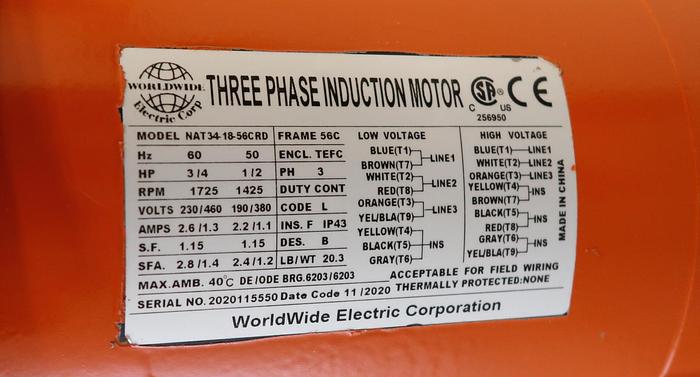 WORLDWIDE
Electric Corp
THREE PHASE INDUCTION MOTOR
C SA US
CE
256950
MODEL NAT34-18-56CRD FRAME 56C
Hz 60 50 ENCL. TEFC
HP 3/4 1/2 PH 3
RPM 1725 1425 DUTY CONT
VOLTS 230/460 190/380 CODE L
AMPS 2.6/1.3 2.2/1.1 INS. F IP43
S.F. 1.15 1.15 DES. B
SFA. 2.8/1.4 2.4/1.2 LB/WT 20.3
MAX.AMB. 40℃ DE/ODE BRG.6203/6203
SERIAL NO. 2020115550 Date Code 11/2020
LOW VOLTAGE
BLUE(T1)
BROWN(T7) LINE1
WHITE(T2)
RED(T8) LINE2
ORANGE(T3)
YEL/BLA(T9) LINE3
YELLOW(T4)
BLACK(T5) INS
GRAY(T6)
HIGH VOLTAGE
BLUE(T1) LINE1
WHITE(T2) LINE2
ORANGE(T3) LINE3
YELLOW(T4)
BROWN(T7) INS
BLACK(T5)
RED(T8) INS
GRAY(T6)
YEL/BLA(T9) INS
MADE IN CHINA
ACCEPTABLE FOR FIELD WIRING
THERMALLY PROTECTED:NONE
WorldWide Electric Corporation